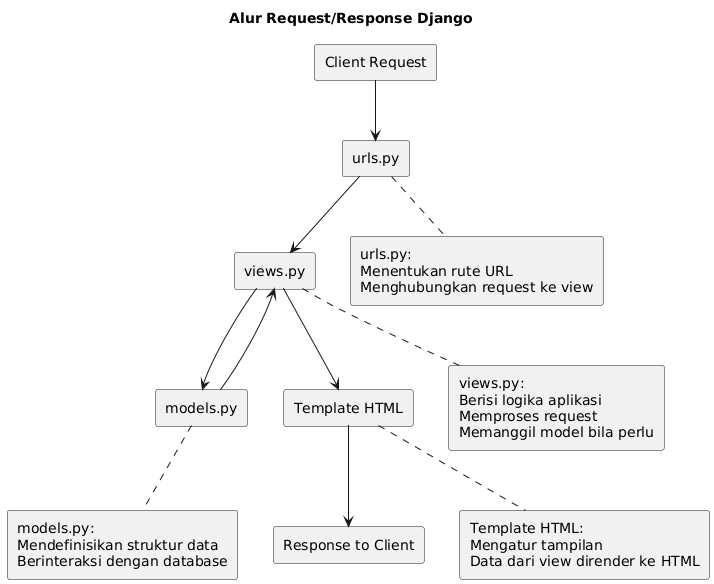 Alur Request/Response Django
Client Request
urls.py
urls.py:
Menentukan rute URL
Menghubungkan request ke view
views.py
views.py:
Berisi logika aplikasi
Memproses request
Memanggil model bila perlu
models.py
Template HTML
models.py:
Mendefinisikan struktur data
Berinteraksi dengan database
Response to Client
Template HTML:
Mengatur tampilan
Data dari view dirender ke HTML